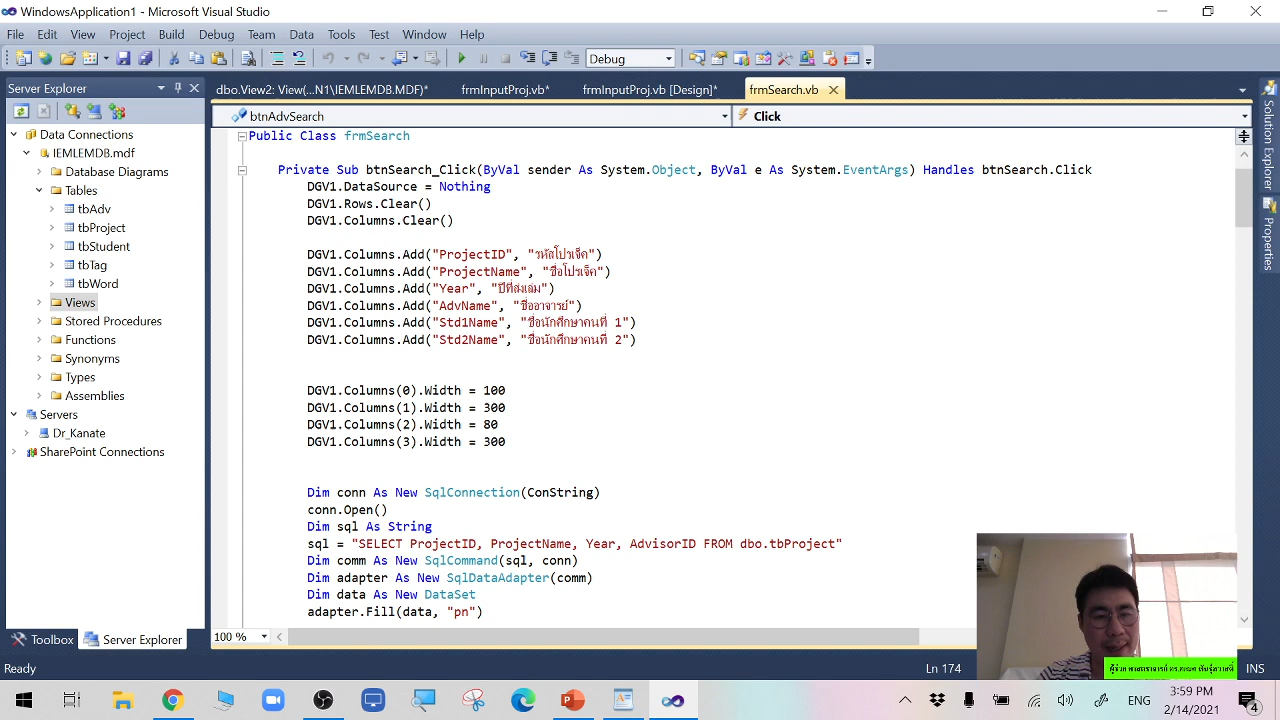 WindowsApplication1 - Microsoft Visual Studio
File Edit View Project Build Debug Team Data Tools Test Window Help
Debug
Server Explorer
dbo.View2: View(...N1\IEMLEMDB.MDF)* frmInputProj.vb* frmInputProj.vb [Design]* frmSearch.vb
btnAdvSearch Click
Data Connections
IEMLEMDB.mdf
Database Diagrams
Tables
tbAdv
tbProject
tbStudent
tbTag
tbWord
Views
Stored Procedures
Functions
Synonyms
Types
Assemblies
Servers
Dr_Kanate
SharePoint Connections
Public Class frmSearch
Private Sub btnSearch_Click(ByVal sender As System.Object, ByVal e As System.EventArgs) Handles btnSearch.Click
DGV1.DataSource = Nothing
DGV1.Rows.Clear()
DGV1.Columns.Clear()
DGV1.Columns.Add("ProjectID", "รหัสโปรเจ็ค")
DGV1.Columns.Add("ProjectName", "ชื่อโปรเจ็ค")
DGV1.Columns.Add("Year", "ปีที่ส่งเล่ม")
DGV1.Columns.Add("AdvName", "ชื่ออาจารย์")
DGV1.Columns.Add("Std1Name", "ชื่อนักศึกษาคนที่ 1")
DGV1.Columns.Add("Std2Name", "ชื่อนักศึกษาคนที่ 2")
DGV1.Columns(0).Width = 100
DGV1.Columns(1).Width = 300
DGV1.Columns(2).Width = 80
DGV1.Columns(3).Width = 300
Dim conn As New SqlConnection(ConString)
conn.Open()
Dim sql As String
sql = "SELECT ProjectID, ProjectName, Year, AdvisorID FROM dbo.tbProject"
Dim comm As New SqlCommand(sql, conn)
Dim adapter As New SqlDataAdapter(comm)
Dim data As New DataSet
adapter.Fill(data, "pn")
Solution Explorer
Properties
100 %
Toolbox Server Explorer
Ready Ln 174 INS
ENG
3:59 PM
2/14/2021
4